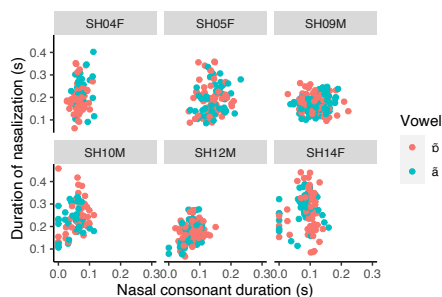 SH04F SH05F SH09M
0.4
0.3
0.2
0.1
SH10M SH12M SH14F
0.4
0.3
0.2
0.1
0.0 0.1 0.2 0.3 0.0 0.1 0.2 0.3 0.0 0.1 0.2 0.3
Nasal consonant duration (s)
Duration of nasalization (s)
Vowel
ɒ̃
ã